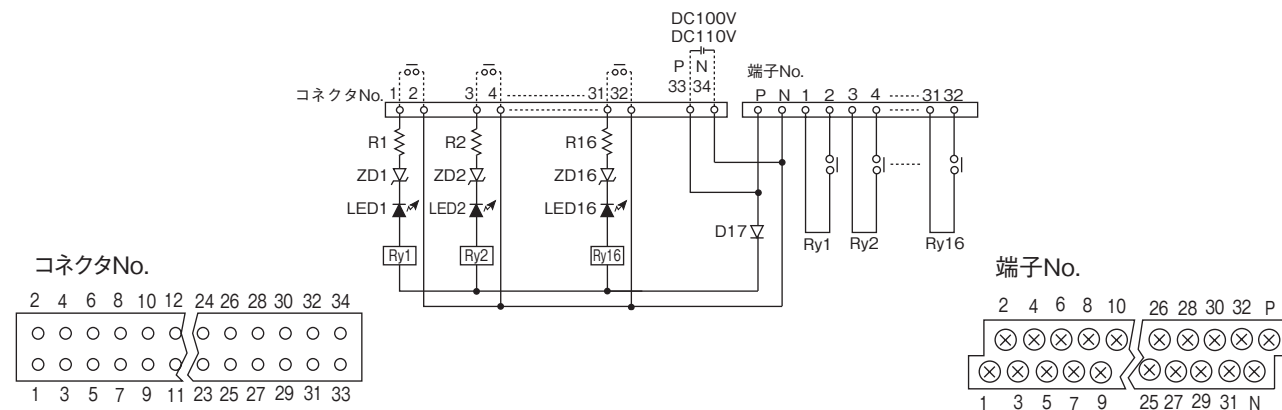 DC100V
DC110V
P N
33 34
端子No.
コネクタNo. 1 2 3 4 31 32
P N 1 2 3 4 31 32
R1 R2 R16
ZD1 ZD2 ZD16
LED1 LED2 LED16
D17
Ry1 Ry2 Ry16
Ry1 Ry2 Ry16
コネクタNo.
2 4 6 8 10 12 24 26 28 30 32 34
1 3 5 7 9 11 23 25 27 29 31 33
端子No.
2 4 6 8 10 26 28 30 32 P
1 3 5 7 9 25 27 29 31 N